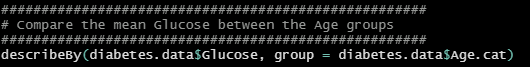 ####################################################
# Compare the mean Glucose between the Age groups
####################################################
describeBy(diabetes.data$Glucose, group = diabetes.data$Age.cat)